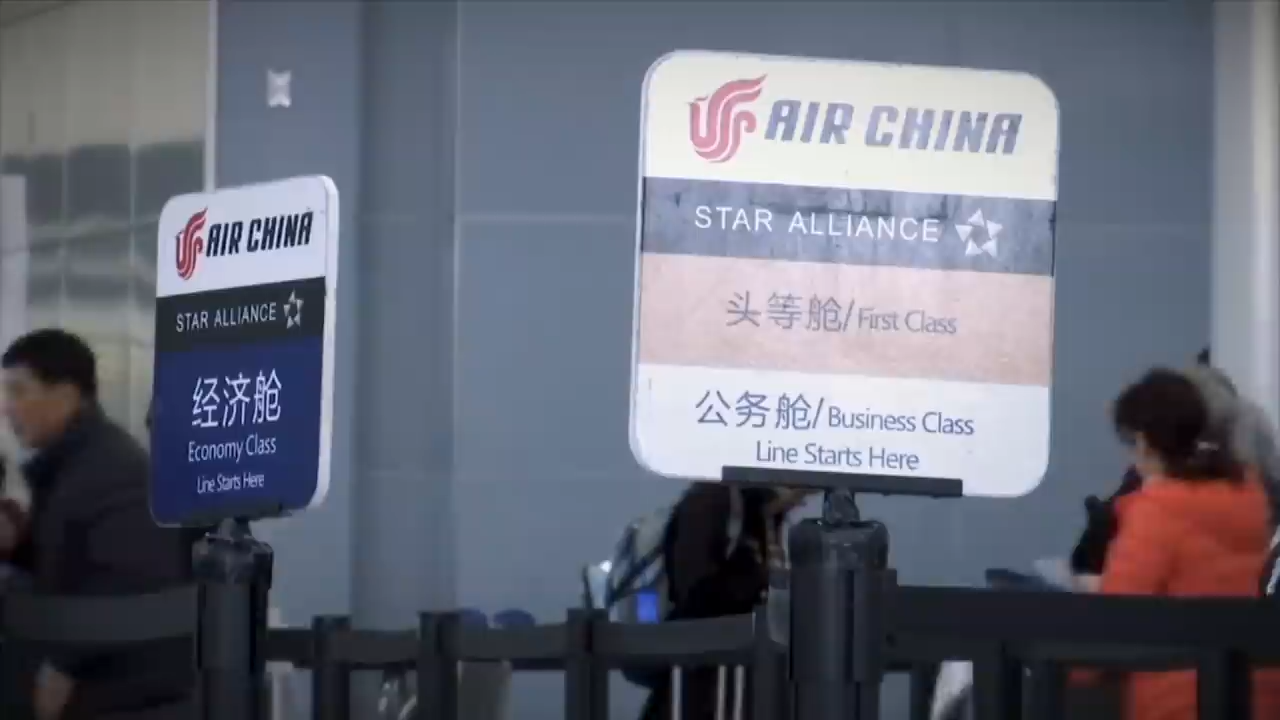 AIR CHINA
STAR ALLIANCE
经济舱
Economy Class
Line Starts Here
AIR CHINA
STAR ALLIANCE
头等舱/First Class
公务舱/Business Class
Line Starts Here